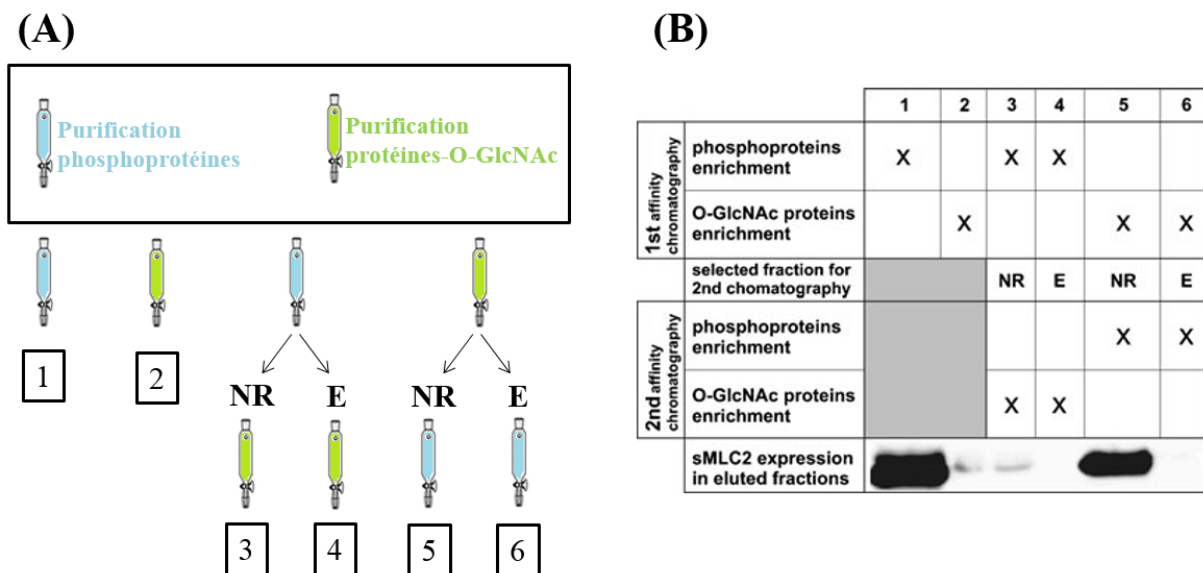 (A)
(B)
Purification
phosphoprotéines
Purification
protéines-O-GlcNAc
1
2
NR
E
NR
E
3
4
5
6
1 2 3 4 5 6
1st affinity
chromatography
phosphoproteins
enrichment
X X X
O-GlcNAc proteins
enrichment
X X X
selected fraction for
2nd chomatography
NR E NR E
2nd affinity
chromatography
phosphoproteins
enrichment
X X
O-GlcNAc proteins
enrichment
X X
sMLC2 expression
in eluted fractions